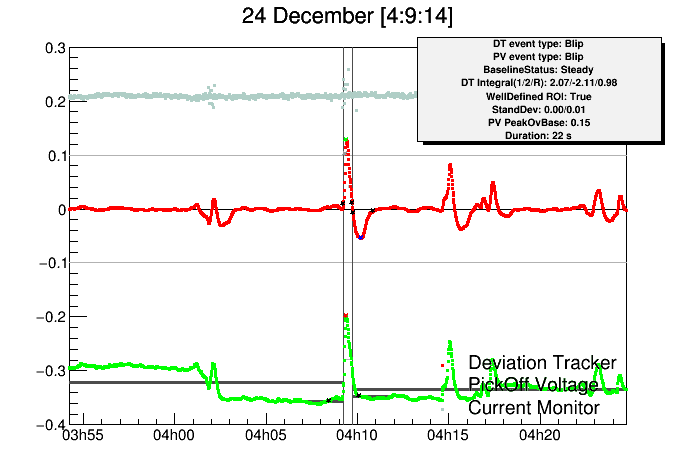 24 December [4:9:14]
DT event type: Blip
PV event type: Blip
BaselineStatus: Steady
DT Integral(1/2/R): 2.07/-2.11/0.98
WellDefined ROI: True
StandDev: 0.00/0.01
PV PeakOvBase: 0.15
Duration: 22 s
0.3
0.2
0.1
0
−0.1
−0.2
−0.3
−0.4
Deviation Tracker
PickOff Voltage
Current Monitor
03h55 04h00 04h05 04h10 04h15 04h20